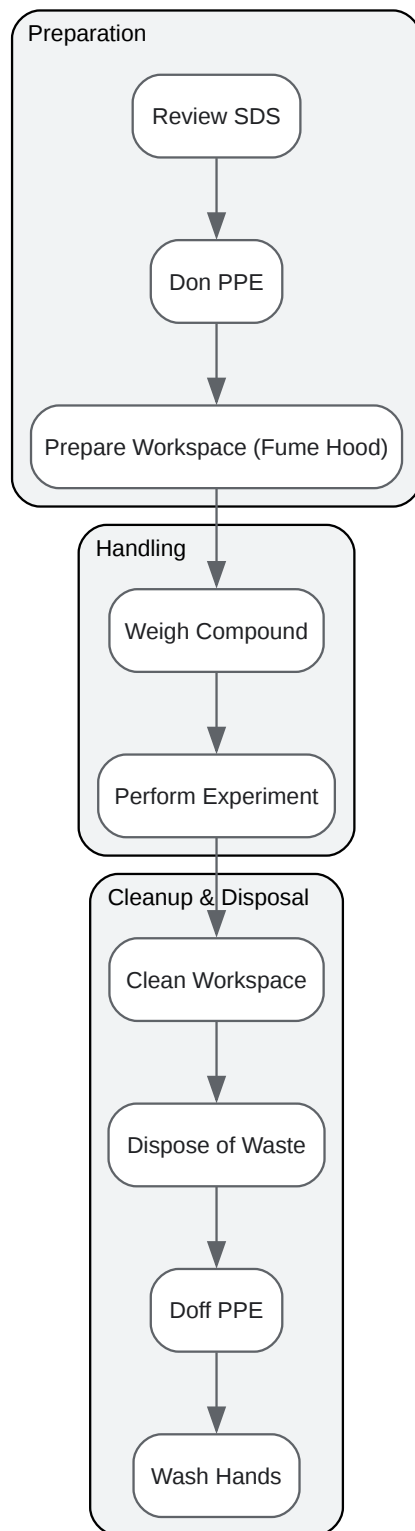 Preparation
Review SDS
Don PPE
Prepare Workspace (Fume Hood)
Handling
Weigh Compound
Perform Experiment
Cleanup & Disposal
Clean Workspace
Dispose of Waste
Doff PPE
Wash Hands